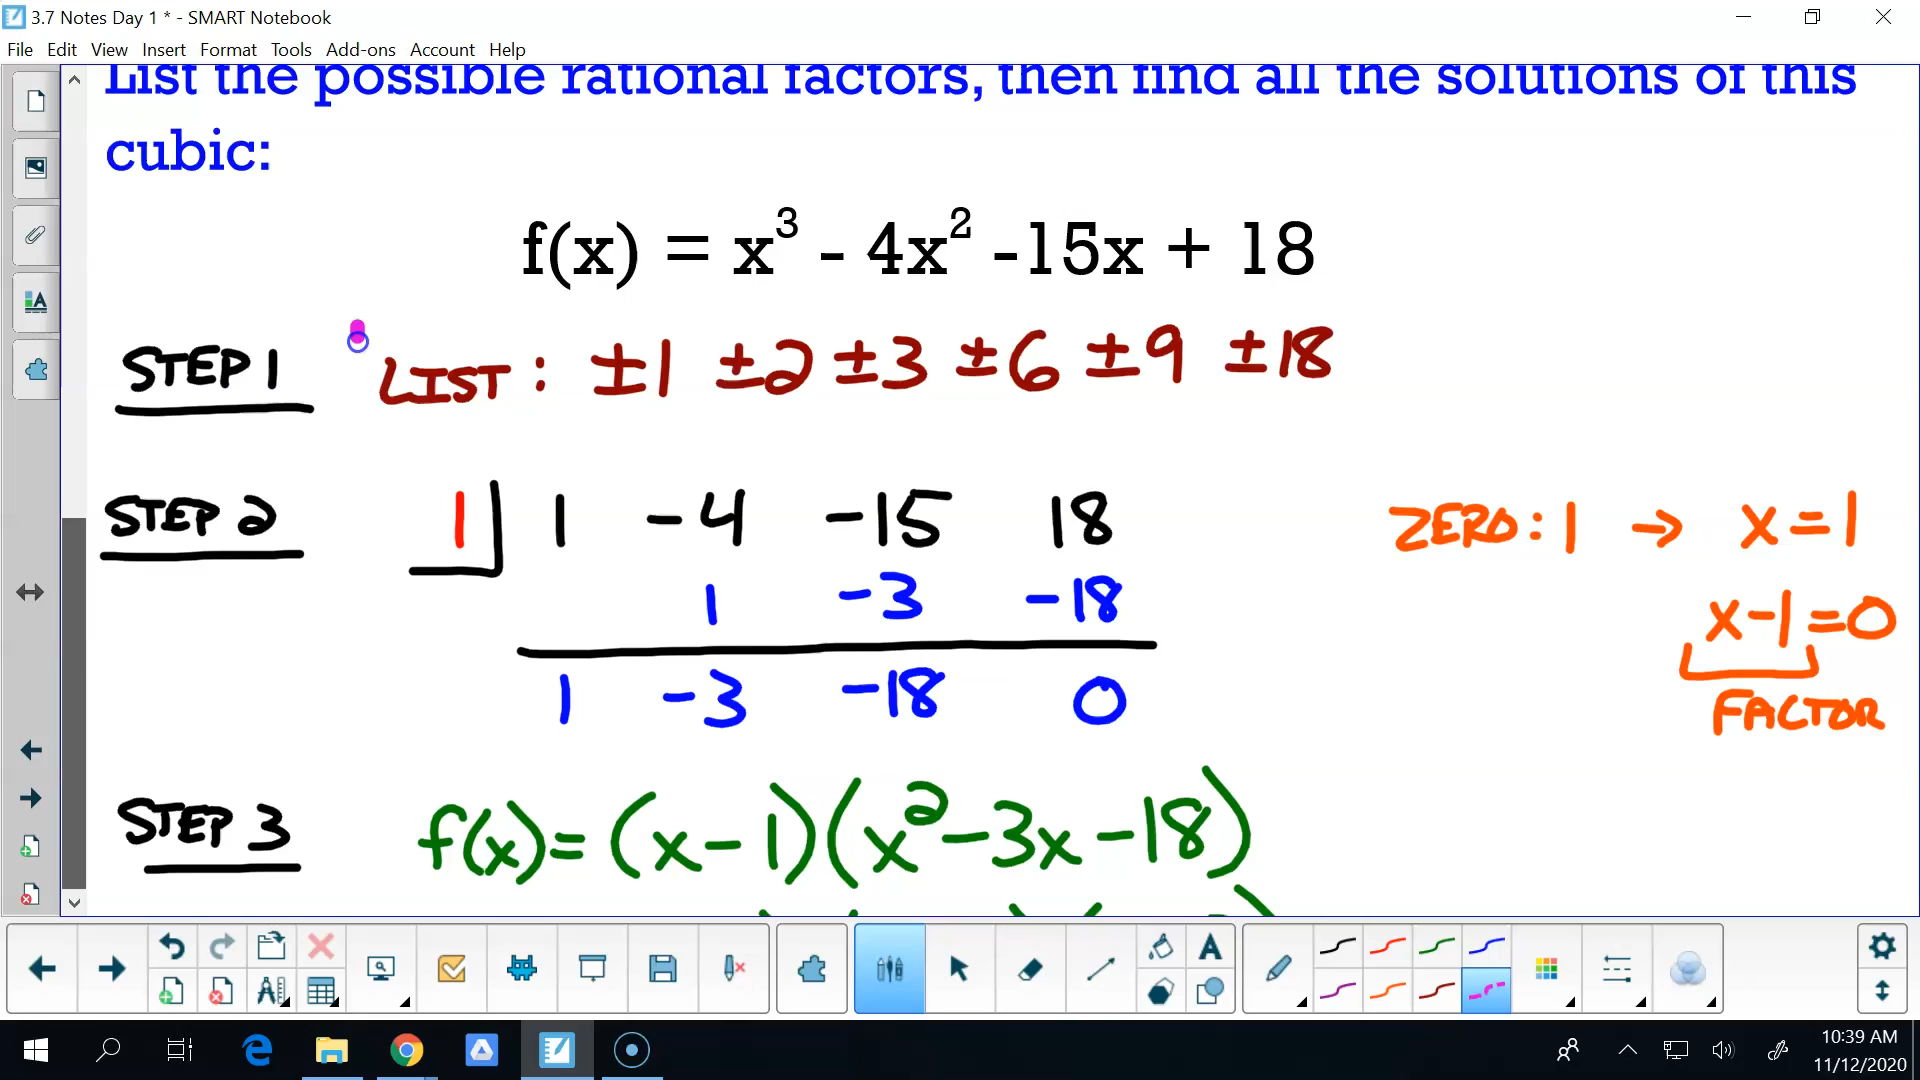 3.7 Notes Day 1 * - SMART Notebook
File Edit View Insert Format Tools Add-ons Account Help
List the possible rational factors, then find all the solutions of this
cubic:
f(x) = x³ - 4x² -15x + 18
STEP 1 LIST : ±1 ±2 ±3 ±6 ±9 ±18
STEP 2 1 1 -4 -15 18 ZERO : 1 → x = 1
1 -3 -18 x-1=0
1 -3 -18 0 FACTOR
STEP 3 f(x)= (x-1)(x²-3x-18)
10:39 AM
11/12/2020